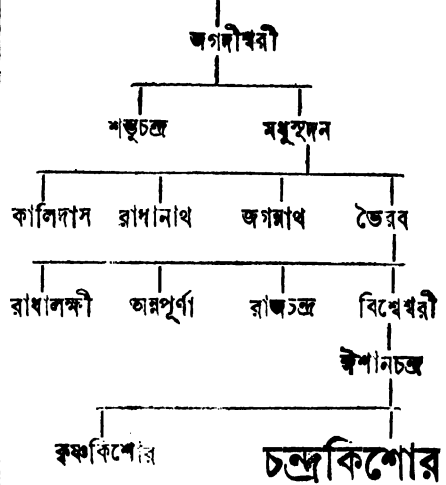 জগদীশ্বরী
শম্ভূচন্দ্র মধুসূদন
কালিদাস রাধানাথ জগন্নাথ ভৈরব
রাধালক্ষী অন্নপূর্ণা রাজচন্দ্র বিশ্বেশ্বরী
ঈশানচন্দ্র
কৃষ্ণকিশোর চন্দ্রকিশোর